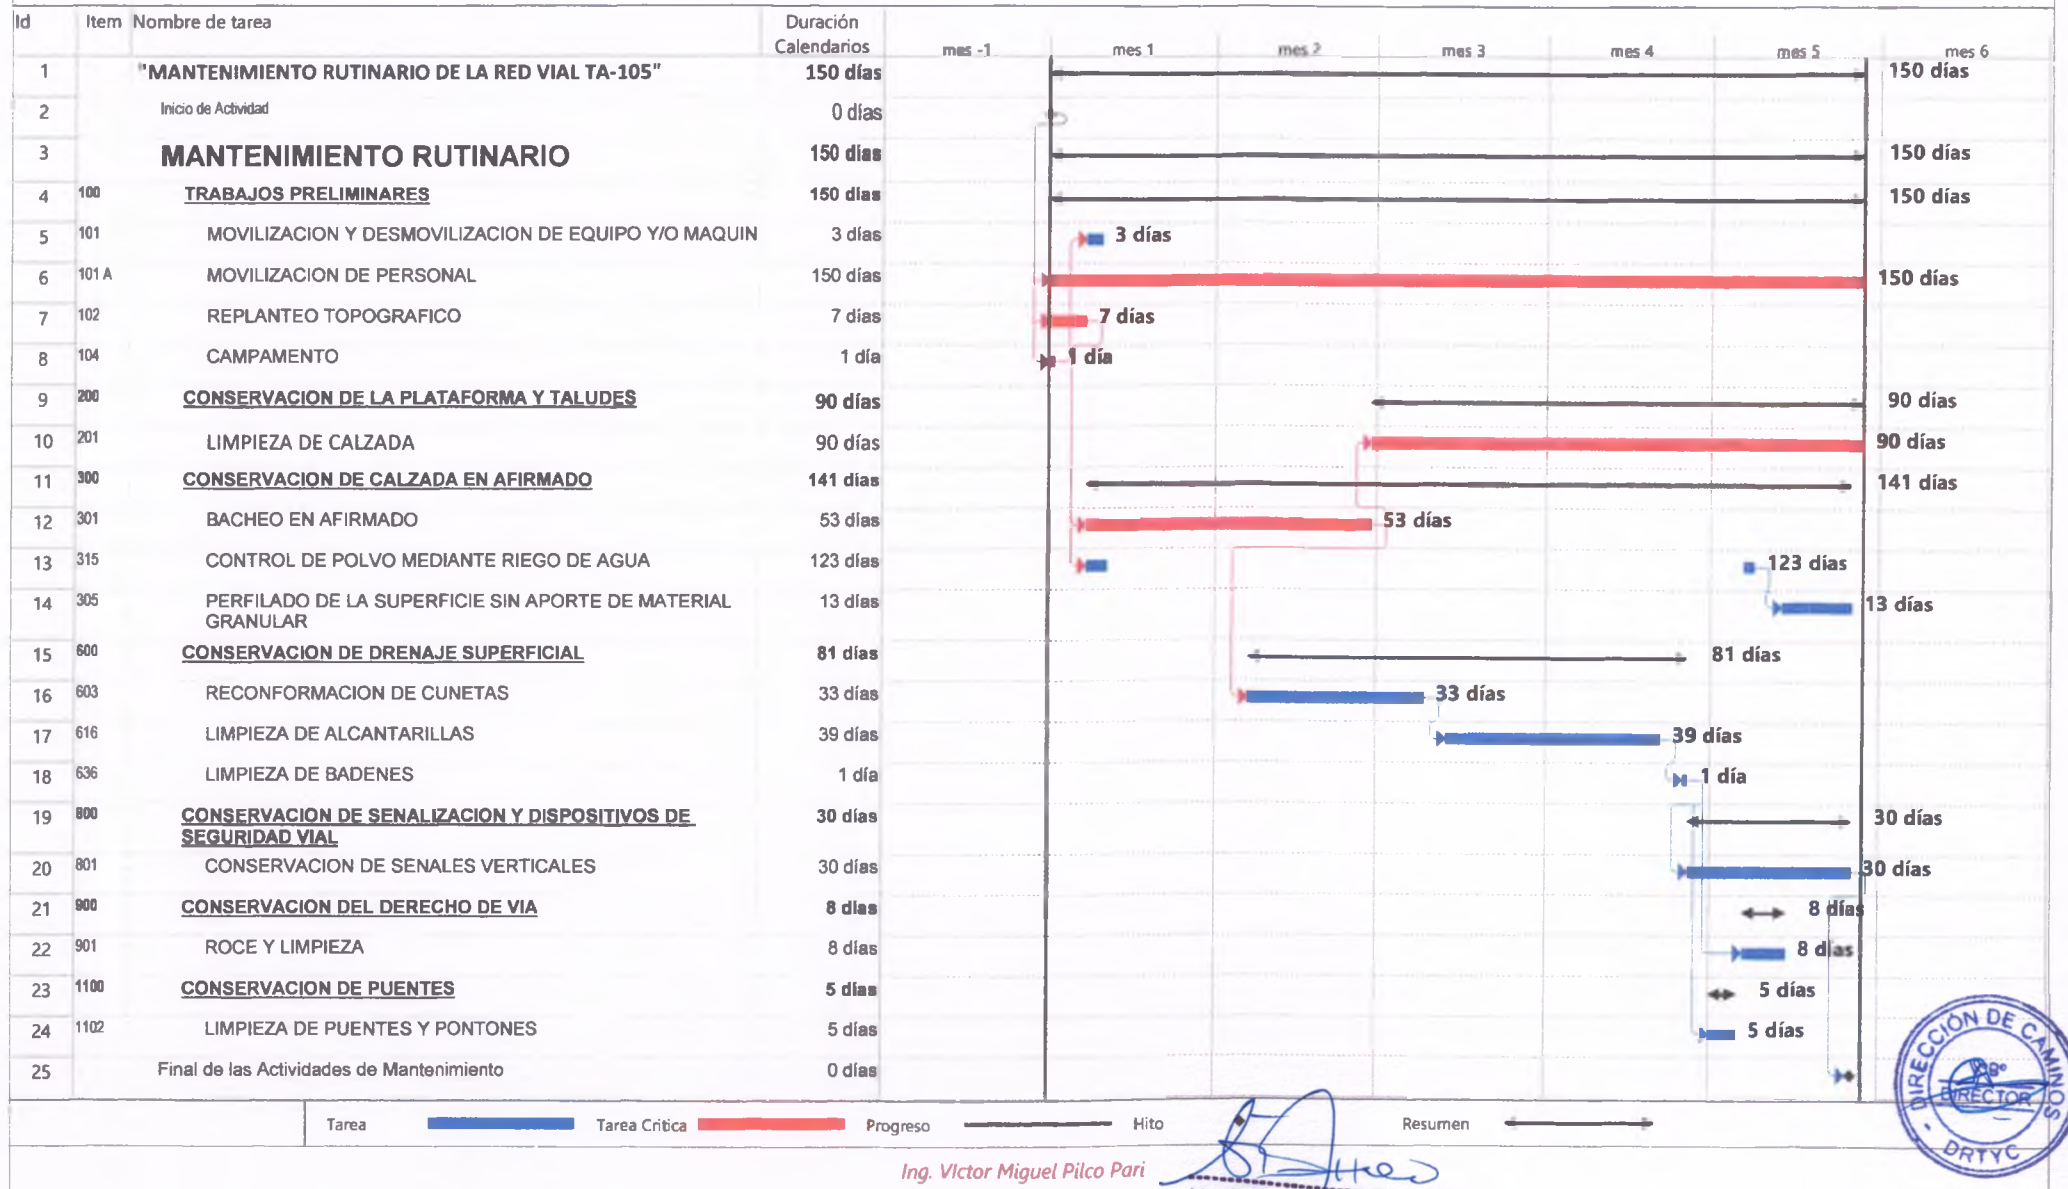 Id Item Nombre de tarea Duración
Calendarios mes -1 mes 1 mes 2 mes 3 mes 4 mes 5 mes 6
1 "MANTENIMIENTO RUTINARIO DE LA RED VIAL TA-105" 150 días 150 días
2 Inicio de Actividad 0 días
3 MANTENIMIENTO RUTINARIO 150 días 150 días
4 100 TRABAJOS PRELIMINARES 150 días 150 días
5 101 MOVILIZACION Y DESMOVILIZACION DE EQUIPO Y/O MAQUIN 3 días 3 días
6 101 A MOVILIZACION DE PERSONAL 150 días 150 días
7 102 REPLANTEO TOPOGRAFICO 7 días 7 días
8 104 CAMPAMENTO 1 día 1 día
9 200 CONSERVACION DE LA PLATAFORMA Y TALUDES 90 días 90 días
10 201 LIMPIEZA DE CALZADA 90 días 90 días
11 300 CONSERVACION DE CALZADA EN AFIRMADO 141 días 141 días
12 301 BACHEO EN AFIRMADO 53 días 53 días
13 315 CONTROL DE POLVO MEDIANTE RIEGO DE AGUA 123 días 123 días
14 305 PERFILADO DE LA SUPERFICIE SIN APORTE DE MATERIAL 13 días 13 días
GRANULAR
15 600 CONSERVACION DE DRENAJE SUPERFICIAL 81 días 81 días
16 603 RECONFORMACION DE CUNETAS 33 días 33 días
17 616 LIMPIEZA DE ALCANTARILLAS 39 días 39 días
18 636 LIMPIEZA DE BADENES 1 día 1 día
19 800 CONSERVACION DE SENALIZACION Y DISPOSITIVOS DE 30 días 30 días
SEGURIDAD VIAL
20 801 CONSERVACION DE SENALES VERTICALES 30 días 30 días
21 900 CONSERVACION DEL DERECHO DE VIA 8 días 8 días
22 901 ROCE Y LIMPIEZA 8 días 8 días
23 1100 CONSERVACION DE PUENTES 5 días 5 días
24 1102 LIMPIEZA DE PUENTES Y PONTONES 5 días 5 días
25 Final de las Actividades de Mantenimiento 0 días
Tarea Tarea Critica Progreso Hito Resumen
Ing. Victor Miguel Pilco Pari
DIRECCIÓN DE CAMINOS
VºBº
DIRECTOR
- DRTYC -